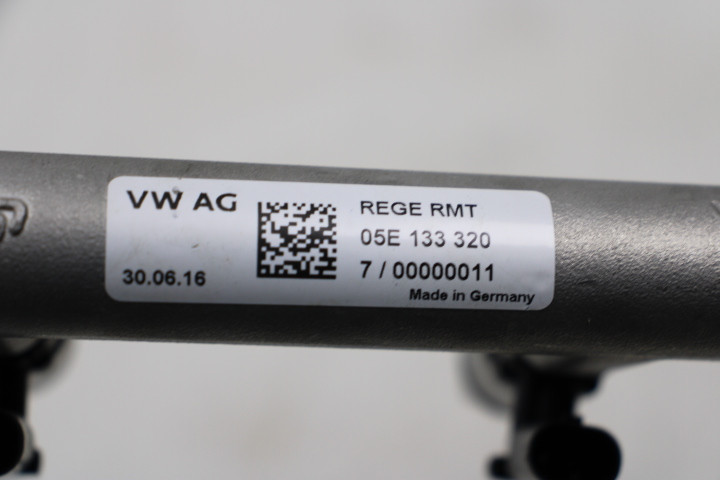 VW AG
30.06.16
REGE RMT
05E 133 320
7 / 00000011
Made in Germany